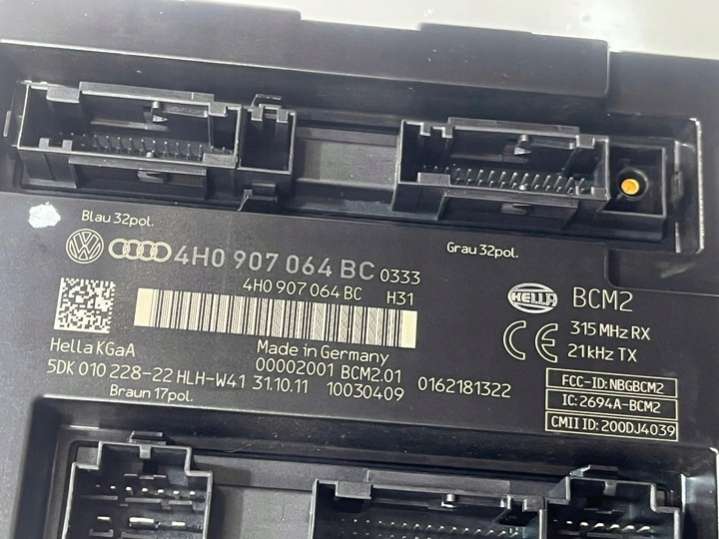 Blau 32pol.
Grau 32pol.
4H0 907 064 BC 0333
4H0 907 064 BC H31
HELLA BCM2
315 MHz RX
21kHz TX
Hella KGaA
Made in Germany
00002001 BCM2.01
5DK 010 228-22 HLH-W41 31.10.11 10030409 0162181322
Braun 17pol.
FCC-ID: NBGBCM2
IC: 2694A-BCM2
CMII ID: 200DJ4039